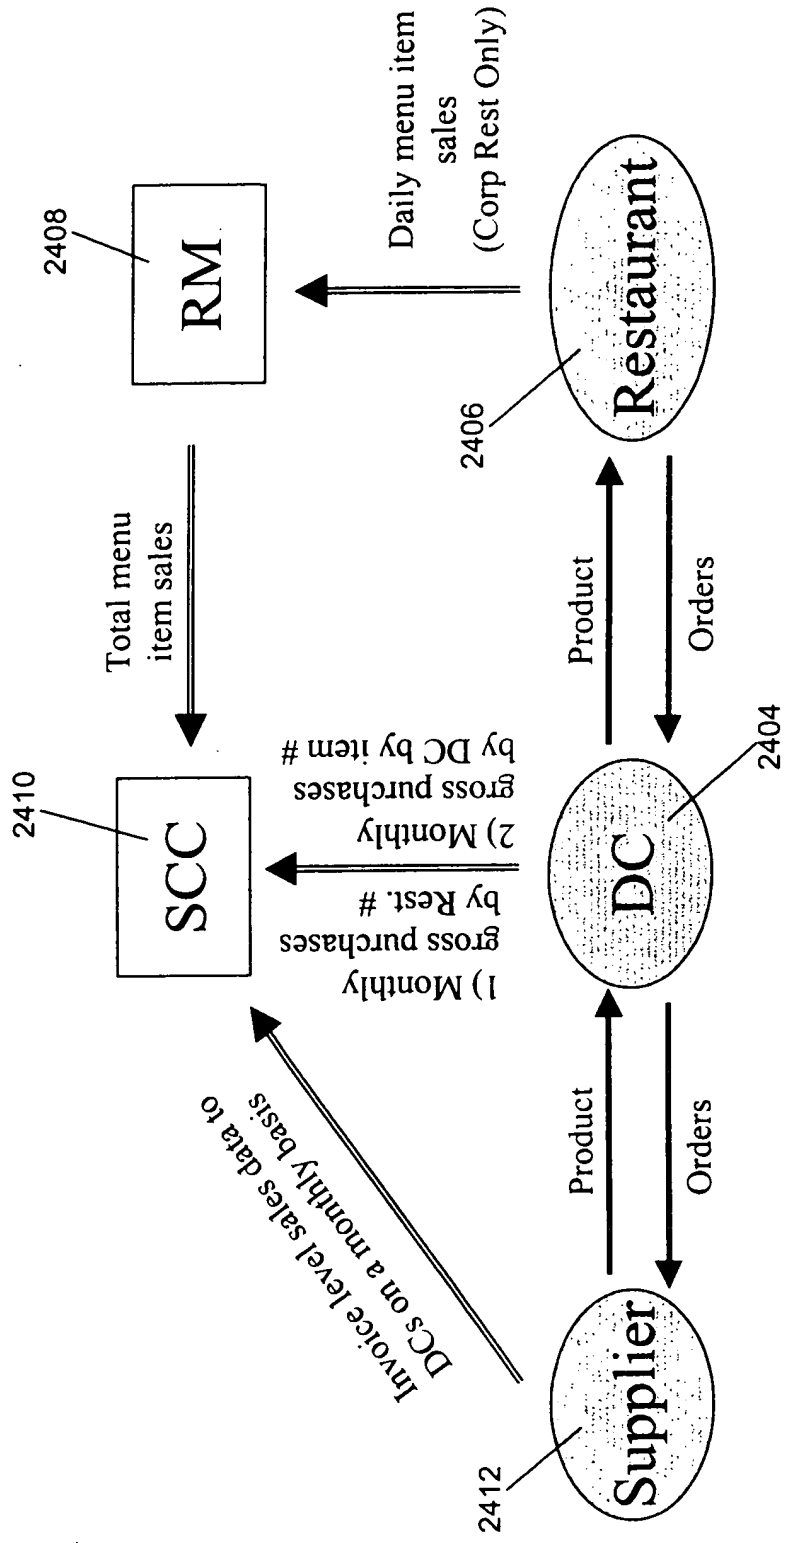 2410
SCC
2408
RM
Total menu
item sales
Invoice level sales data to
DCs on a monthly basis
1) Monthly
gross purchases
by Rest. #
2) Monthly
gross purchases
by DC by item #
Daily menu item
sales
(Corp Rest Only)
2412
Supplier
Product
Orders
DC
2404
Product
Orders
2406
Restaurant